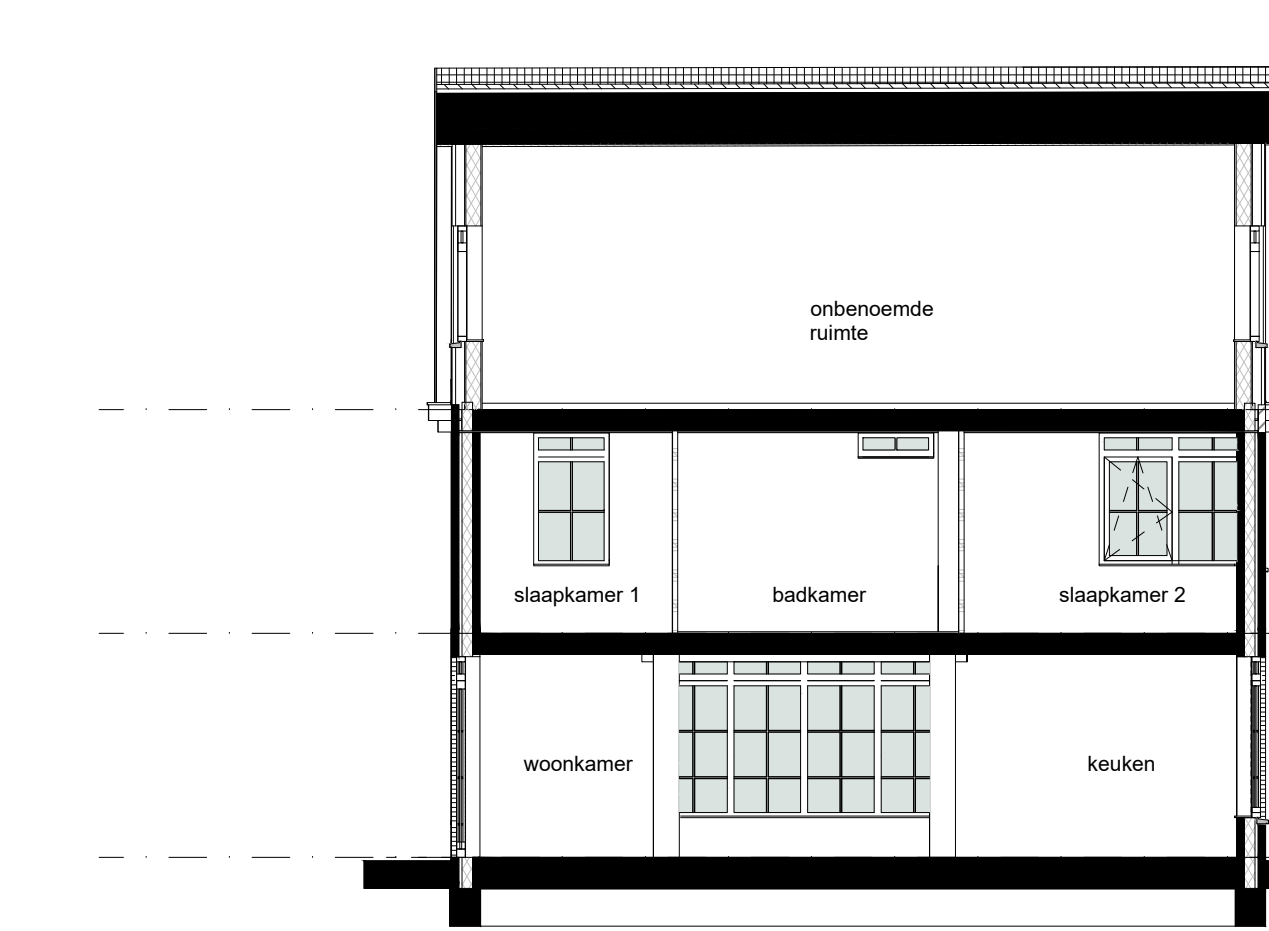 onbenoemde
ruimte
slaapkamer 1
badkamer
slaapkamer 2
woonkamer
keuken